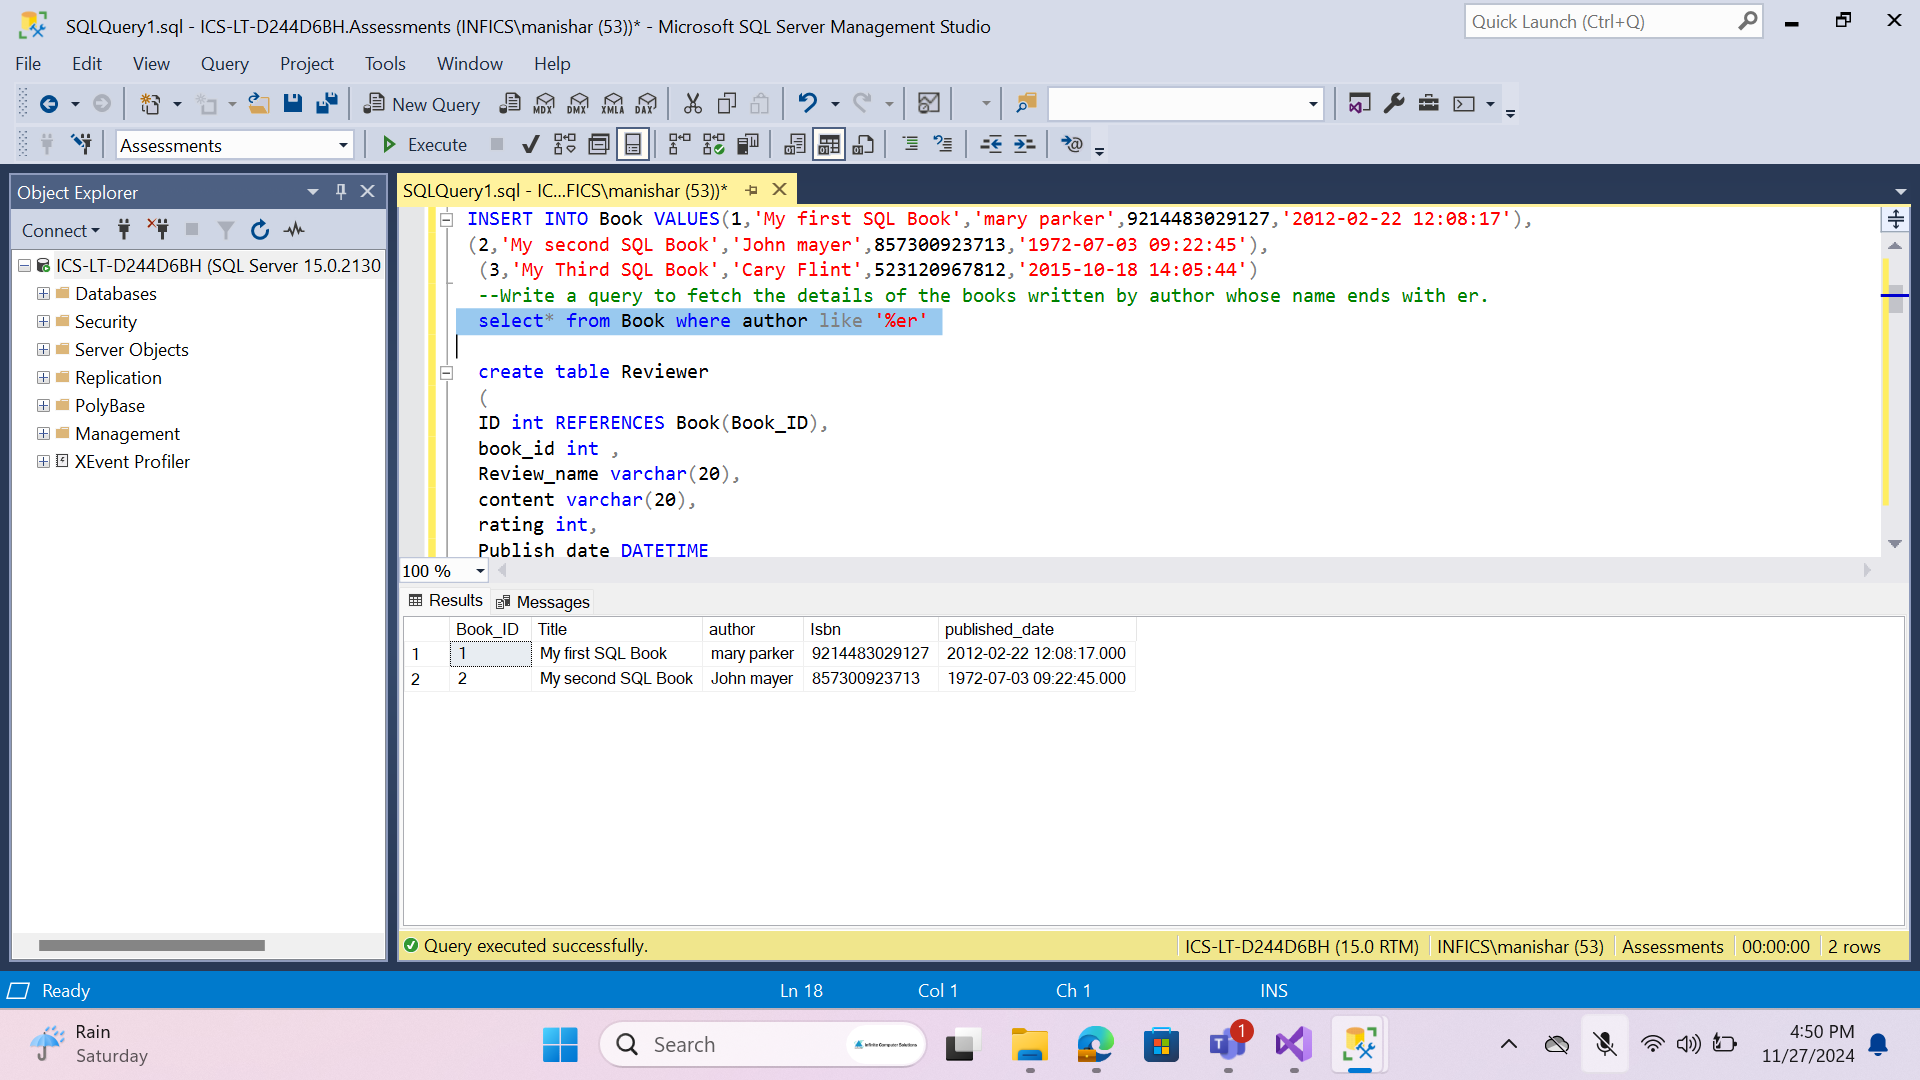 SQLQuery1.sql - ICS-LT-D244D6BH.Assessments (INFICS\manishar (53))* - Microsoft SQL Server Management Studio
Quick Launch (Ctrl+Q)
File Edit View Query Project Tools Window Help
New Query MDX DMX XMLA DAX
Assessments Execute
Object Explorer
SQLQuery1.sql - IC...FICS\manishar (53))*
Connect
ICS-LT-D244D6BH (SQL Server 15.0.2130
Databases
Security
Server Objects
Replication
PolyBase
Management
XEvent Profiler
INSERT INTO Book VALUES(1,'My first SQL Book','mary parker',9214483029127,'2012-02-22 12:08:17'),
(2,'My second SQL Book','John mayer',857300923713,'1972-07-03 09:22:45'),
(3,'My Third SQL Book','Cary Flint',523120967812,'2015-10-18 14:05:44')
--Write a query to fetch the details of the books written by author whose name ends with er.
select* from Book where author like '%er'
create table Reviewer
(
ID int REFERENCES Book(Book_ID),
book_id int ,
Review_name varchar(20),
content varchar(20),
rating int,
Publish_date DATETIME
100 %
Results Messages
Book_ID Title author Isbn published_date
1 1 My first SQL Book mary parker 9214483029127 2012-02-22 12:08:17.000
2 2 My second SQL Book John mayer 857300923713 1972-07-03 09:22:45.000
Query executed successfully. ICS-LT-D244D6BH (15.0 RTM) INFICS\manishar (53) Assessments 00:00:00 2 rows
Ready Ln 18 Col 1 Ch 1 INS
Rain
Saturday
Search
Infinite Computer Solutions
1
4:50 PM
11/27/2024